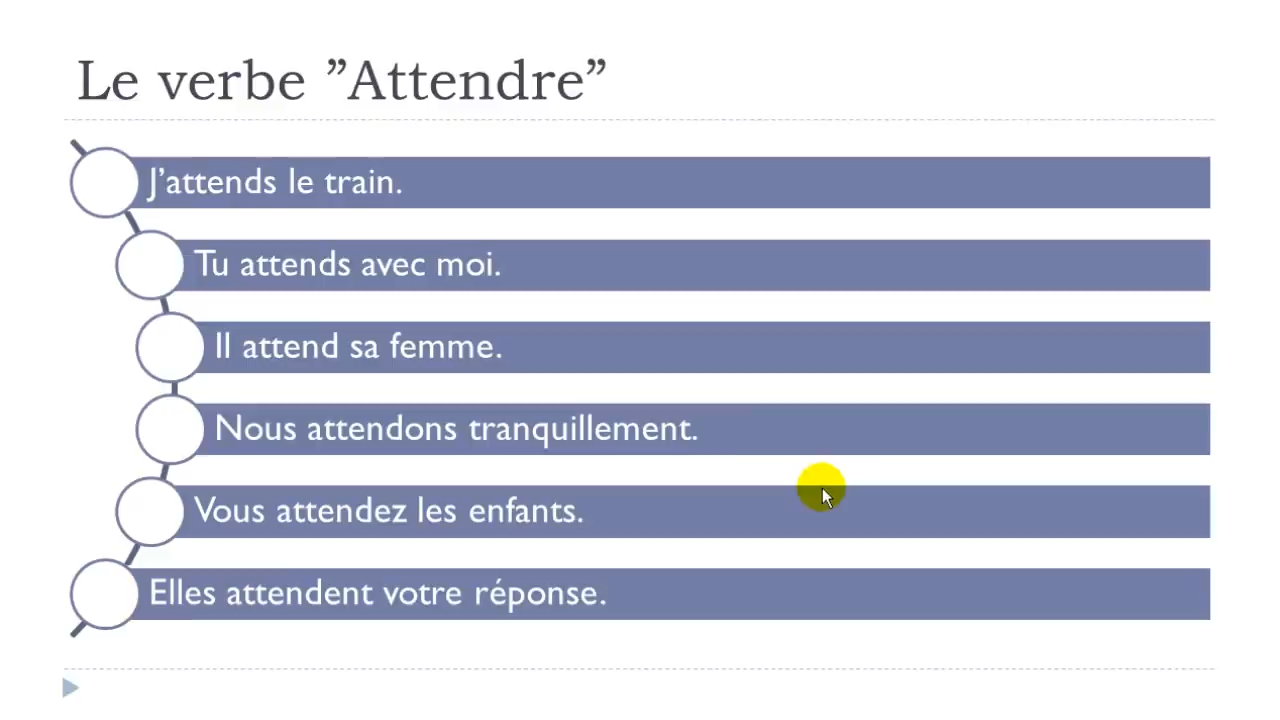 Le verbe ”Attendre”
J’attends le train.
Tu attends avec moi.
Il attend sa femme.
Nous attendons tranquillement.
Vous attendez les enfants.
Elles attendent votre réponse.